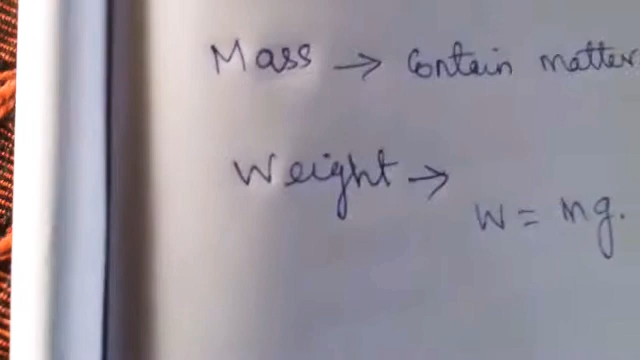 Mass → Contain matter
Weight →
W = mg.